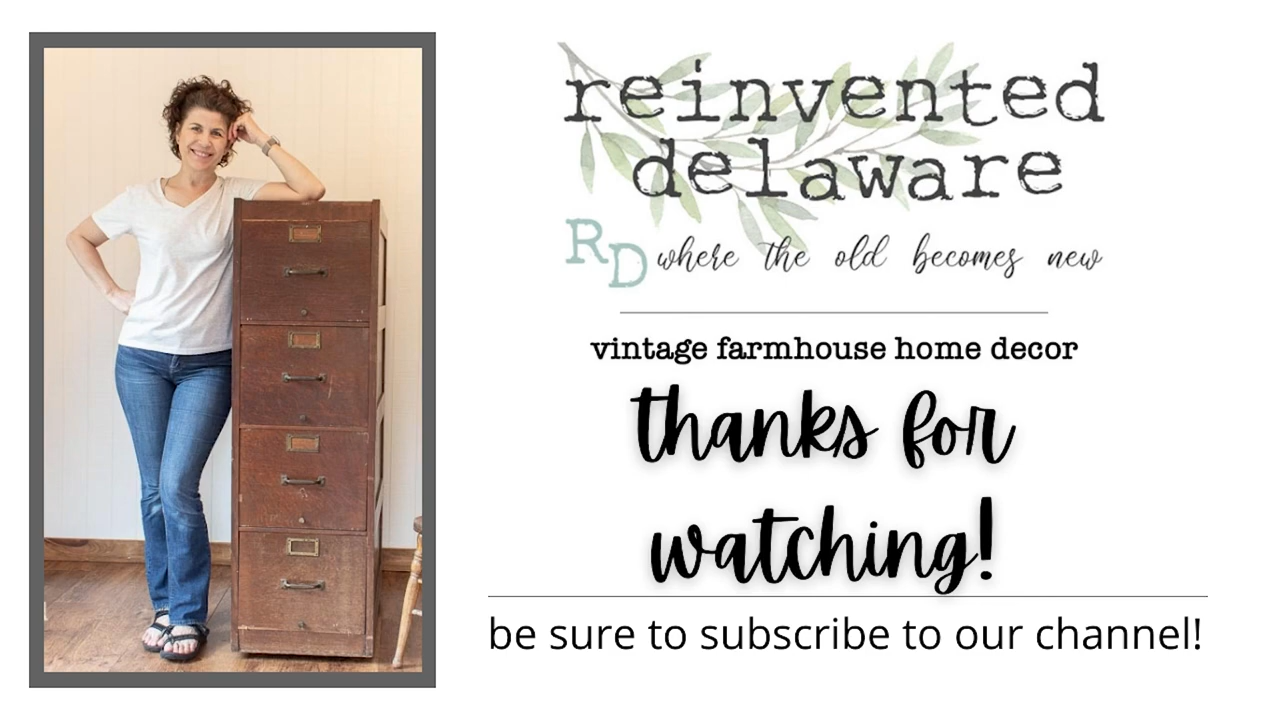 reinvented
delaware
RD where the old becomes new
vintage farmhouse home decor
thanks for
watching!
be sure to subscribe to our channel!